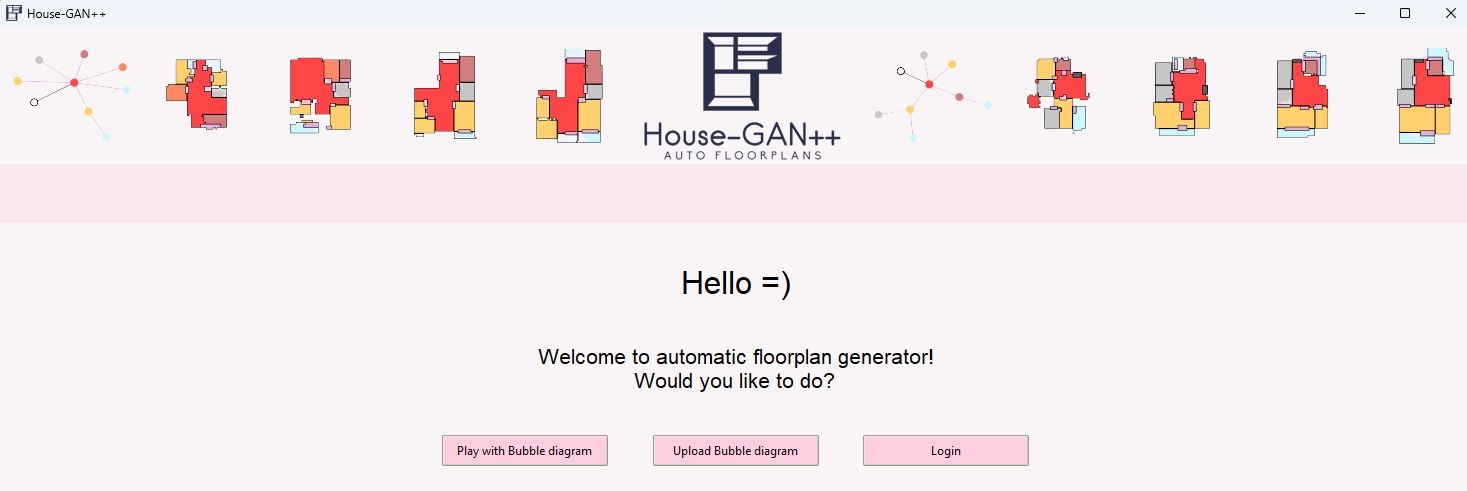 House-GAN++
House-GAN++
AUTO FLOORPLANS
Hello =)
Welcome to automatic floorplan generator!
Would you like to do?
Play with Bubble diagram
Upload Bubble diagram
Login